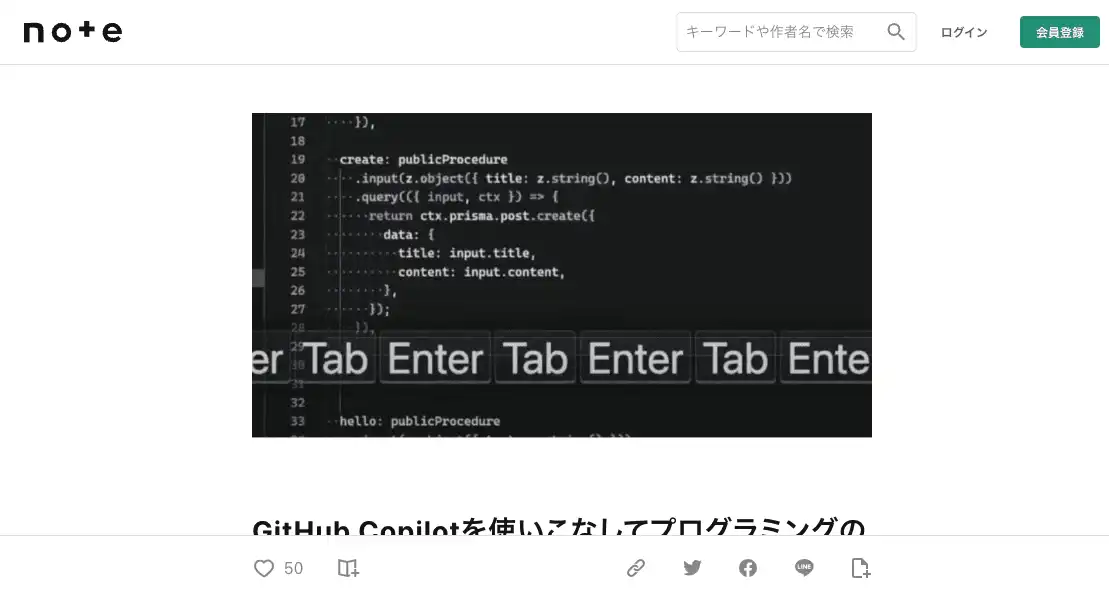 note
キーワードや作者名で検索
ログイン
会員登録
17 ····}),
18
19 ··create: publicProcedure
20 ····.input(z.object({ title: z.string(), content: z.string() }))
21 ····.query(({ input, ctx }) => {
22 ······return ctx.prisma.post.create({
23 ········data: {
24 ··········title: input.title,
25 ··········content: input.content,
26 ········},
27 ······});
28 ····}),
29
er Tab Enter Tab Enter Tab Ente
30
31
32
33 ··hello: publicProcedure
GitHub Copilotを使いこなしてプログラミングの
50
LINE